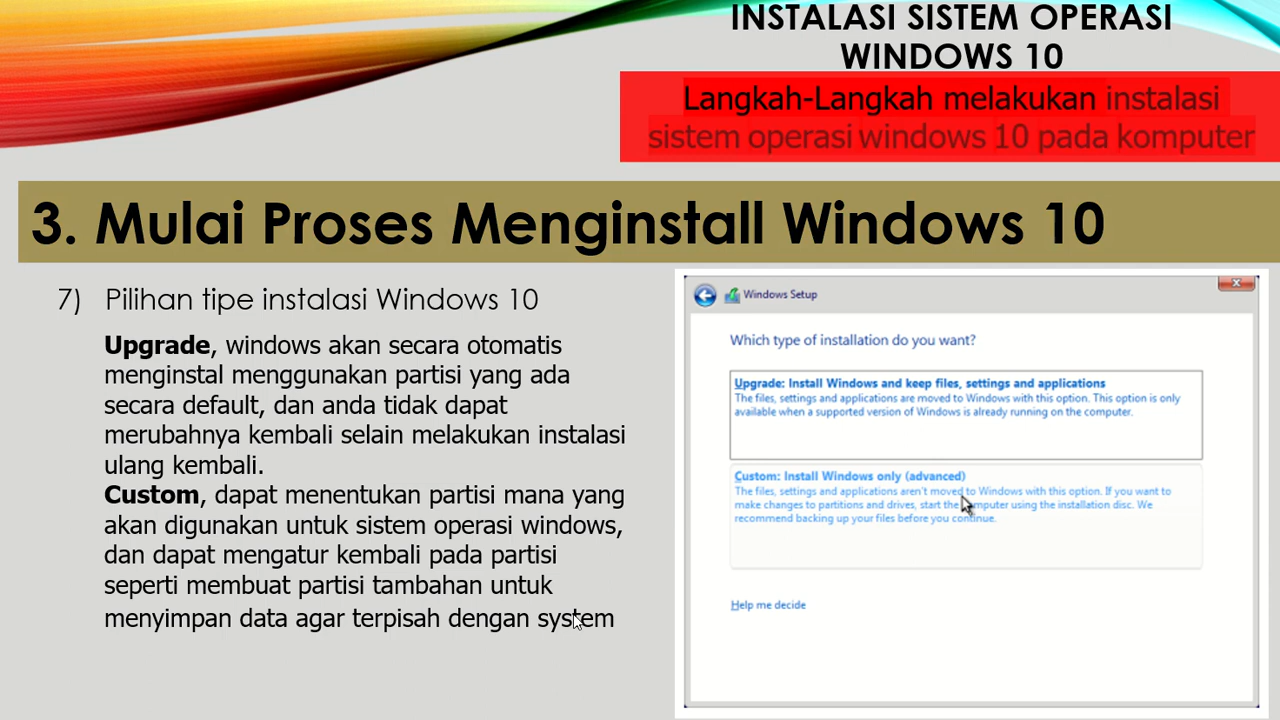 INSTALASI SISTEM OPERASI
WINDOWS 10
Langkah-Langkah melakukan instalasi
sistem operasi windows 10 pada komputer
3. Mulai Proses Menginstall Windows 10
7) Pilihan tipe instalasi Windows 10
Upgrade, windows akan secara otomatis
menginstal menggunakan partisi yang ada
secara default, dan anda tidak dapat
merubahnya kembali selain melakukan instalasi
ulang kembali.
Custom, dapat menentukan partisi mana yang
akan digunakan untuk sistem operasi windows,
dan dapat mengatur kembali pada partisi
seperti membuat partisi tambahan untuk
menyimpan data agar terpisah dengan system
Windows Setup
Which type of installation do you want?
Upgrade: Install Windows and keep files, settings and applications
The files, settings and applications are moved to Windows with this option. This option is only
available when a supported version of Windows is already running on the computer.
Custom: Install Windows only (advanced)
The files, settings and applications aren't moved to Windows with this option. If you want to
make changes to partitions and drives, start the computer using the installation disc. We
recommend backing up your files before you continue.
Help me decide